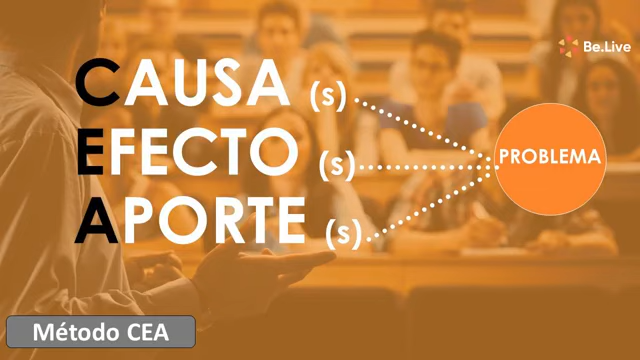 Be.Live
CAUSA (s)
EFECTO (s)
APORTE (s)
PROBLEMA
Método CEA